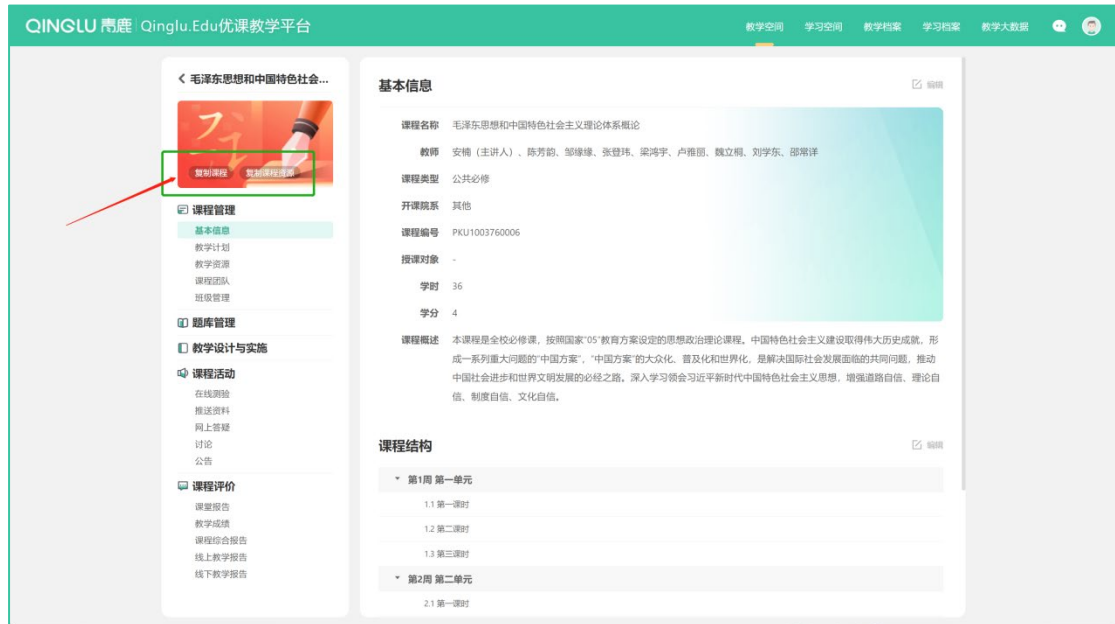 QINGLU 青鹿 Qinglu.Edu优课教学平台
教学空间 学习空间 教学档案 学习档案 教学大数据
毛泽东思想和中国特色社会...
复制课程 复制课程资源
课程管理
基本信息
教学计划
教学资源
课程团队
班级管理
题库管理
教学设计与实施
课程活动
在线测验
推送资料
网上答疑
讨论
公告
课程评价
课堂报告
教学成绩
课程综合报告
线上教学报告
线下教学报告
基本信息 编辑
课程名称 毛泽东思想和中国特色社会主义理论体系概论
教师 安楠（主讲人）、陈芳韵、邹缘缘、张登玮、梁鸿宇、卢雅丽、魏立桐、刘学东、邵常洋
课程类型 公共必修
开课院系 其他
课程编号 PKU1003760006
授课对象 -
学时 36
学分 4
课程概述 本课程是全校必修课，按照国家"05"教育方案设定的思想政治理论课程。中国特色社会主义建设取得伟大历史成就，形
成一系列重大问题的"中国方案"，"中国方案"的大众化、普及化和世界化，是解决国际社会发展面临的共同问题，推动
中国社会进步和世界文明发展的必经之路。深入学习领会习近平新时代中国特色社会主义思想，增强道路自信、理论自
信、制度自信、文化自信。
课程结构 编辑
第1周 第一单元
1.1 第一课时
1.2 第二课时
1.3 第三课时
第2周 第二单元
2.1 第一课时